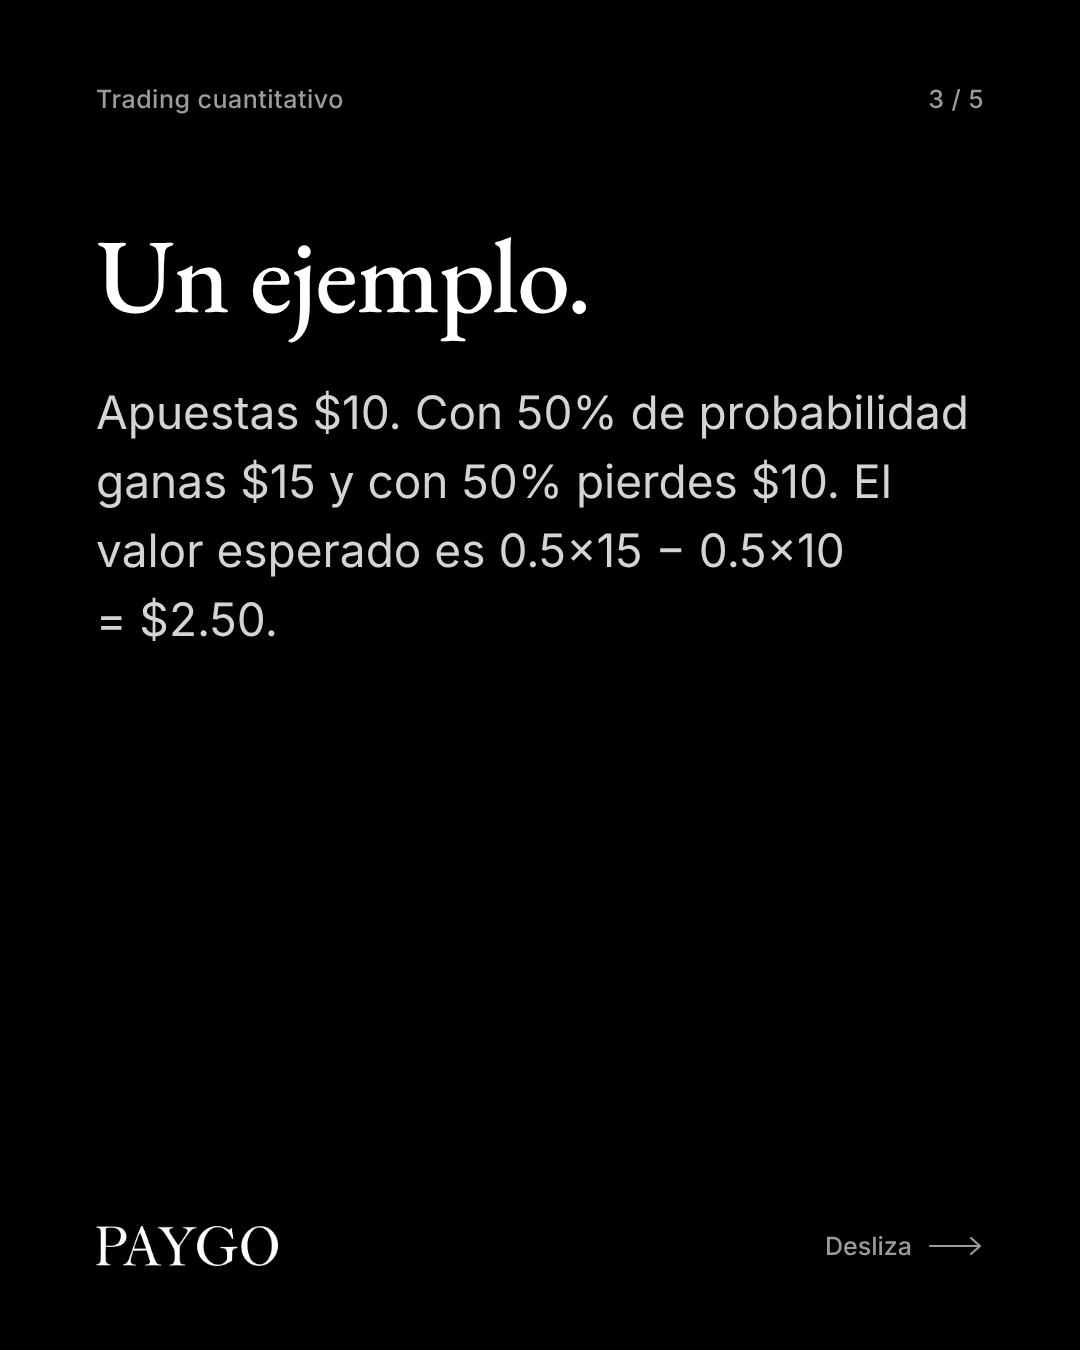 Trading cuantitativo
3 / 5
Un ejemplo.
Apuestas $10. Con 50% de probabilidad
ganas $15 y con 50% pierdes $10. El
valor esperado es 0.5×15 − 0.5×10
= $2.50.
PAYGO
Desliza →